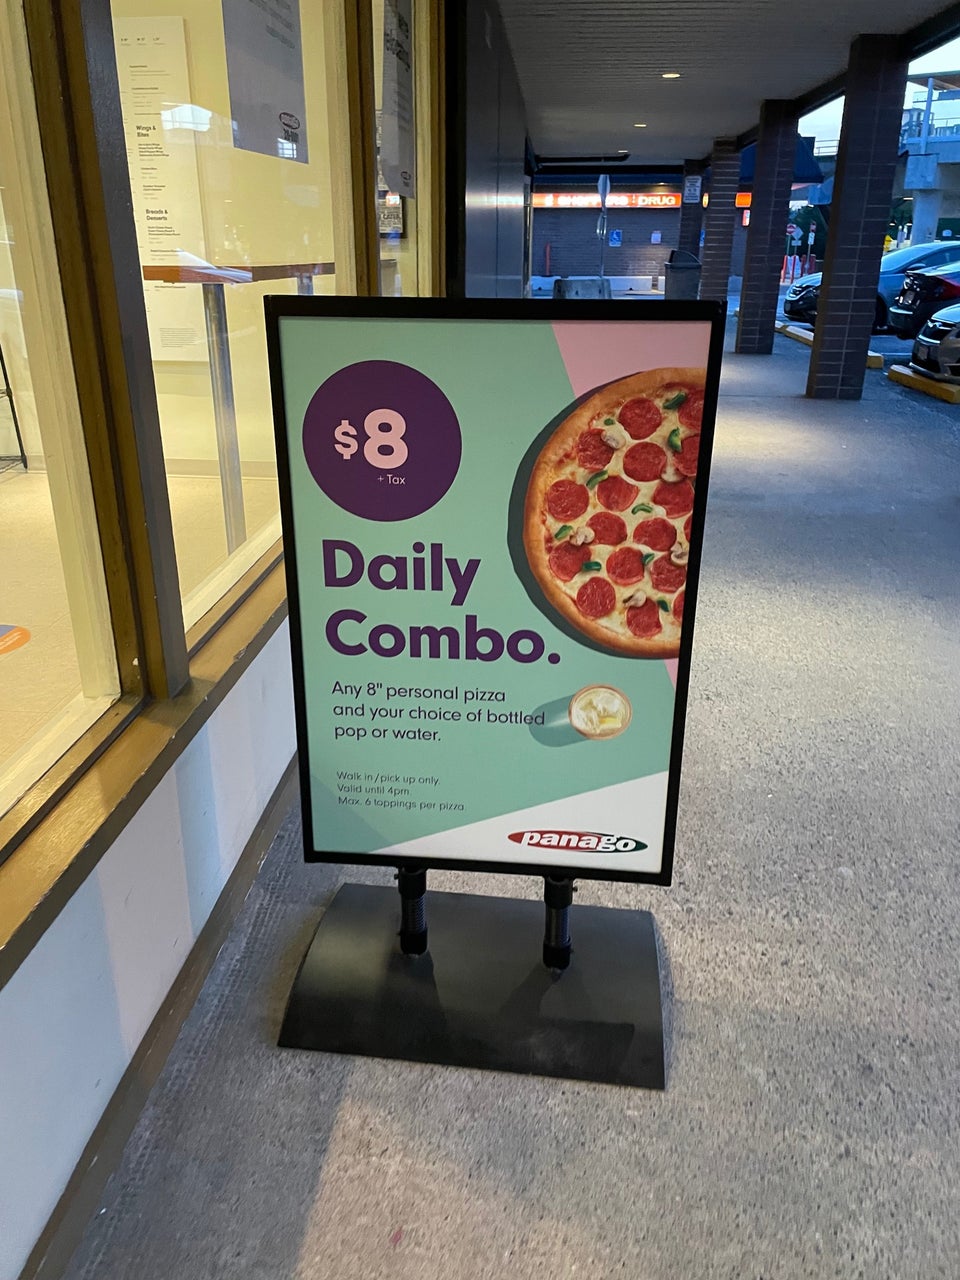 Wings &
Bites
Breads &
Desserts
SHOPPERS DRUG
$8
+ Tax
Daily
Combo.
Any 8" personal pizza
and your choice of bottled
pop or water.
Walk in/pick up only.
Valid until 4pm.
Max. 6 toppings per pizza.
panago